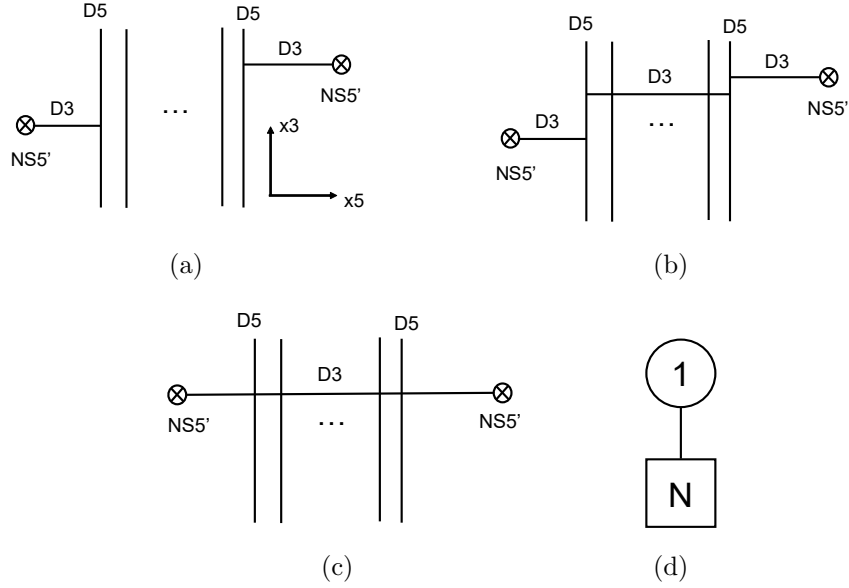 D5 D5
D3
NS5'
D3
NS5'
...
x3
x5
(a)
D5 D5
D3
D3
NS5'
D3
NS5'
...
(b)
D5 D5
D3
NS5' NS5'
...
(c)
1
N
(d)